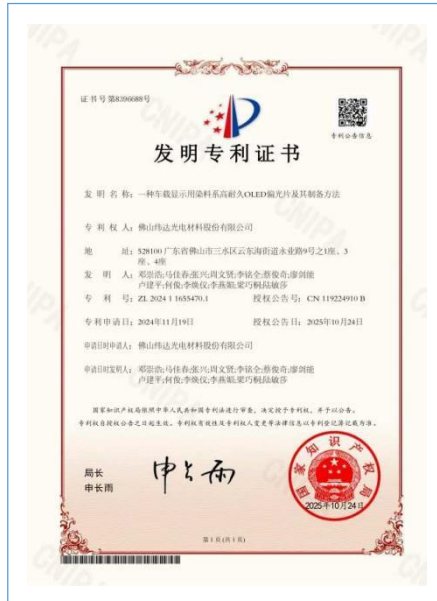 证书号第8396688号
专利公告信息
发明专利证书
发 明 名 称：一种车载显示用染料系高耐久OLED偏光片及其制备方法
专 利 权 人：佛山纬达光电材料股份有限公司
地 址：528100 广东省佛山市三水区云东海街道永业路9号之1座、3
座、4座
发 明 人：邓崇浩;马佳春;张兴;周文贤;李铭全;蔡俊奇;廖剑能
卢建平;何俊;李焕仪;李燕娟;梁巧桐;陆敏莎
专 利 号：ZL 2024 1 1655470.1 授权公告号：CN 119224910 B
专利申请日：2024年11月19日 授权公告日：2025年10月24日
申请日时申请人：佛山纬达光电材料股份有限公司
申请日时发明人：邓崇浩;马佳春;张兴;周文贤;李铭全;蔡俊奇;廖剑能
卢建平;何俊;李焕仪;李燕娟;梁巧桐;陆敏莎
国家知识产权局依照中华人民共和国专利法进行审查，决定授予专利权，并予以公告。
专利权自授权公告之日起生效。专利权有效性及专利权人变更等法律信息以专利登记簿记载为准。
局长
申长雨
申长雨
国家知识产权局
2025年10月24日
第1页(共1页)
CNIPA